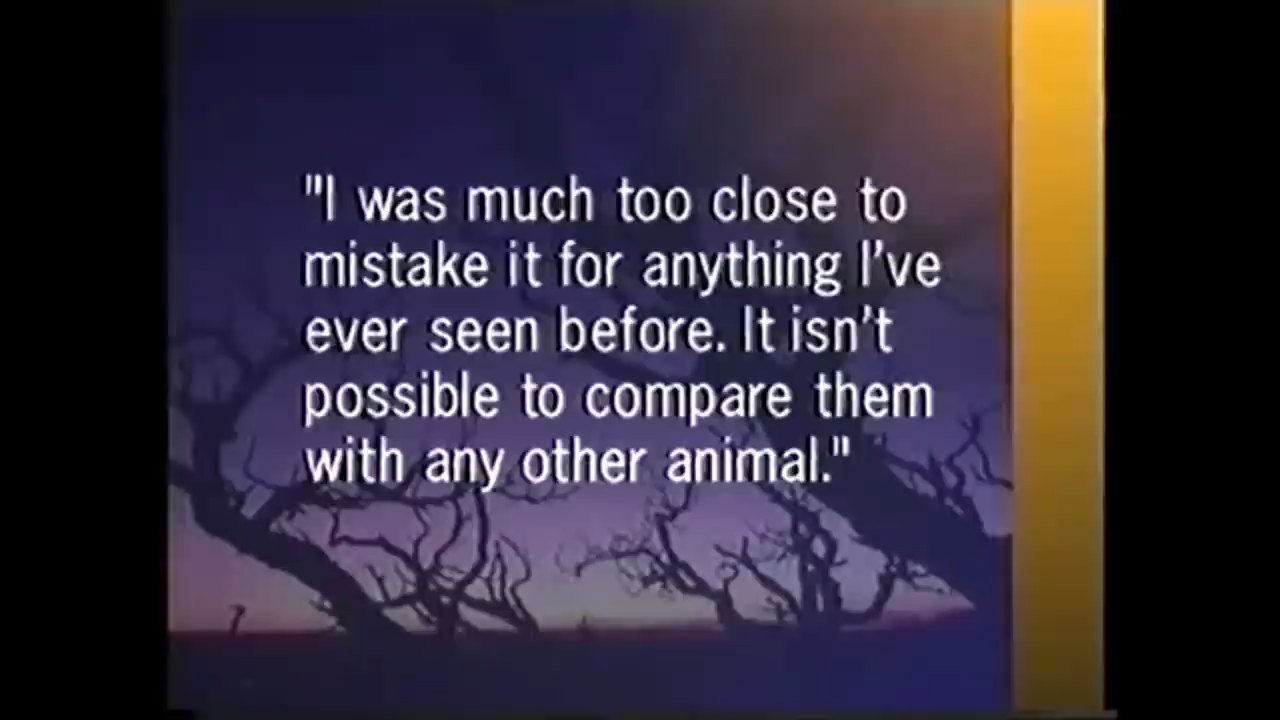 "I was much too close to
mistake it for anything I've
ever seen before. It isn't
possible to compare them
with any other animal."